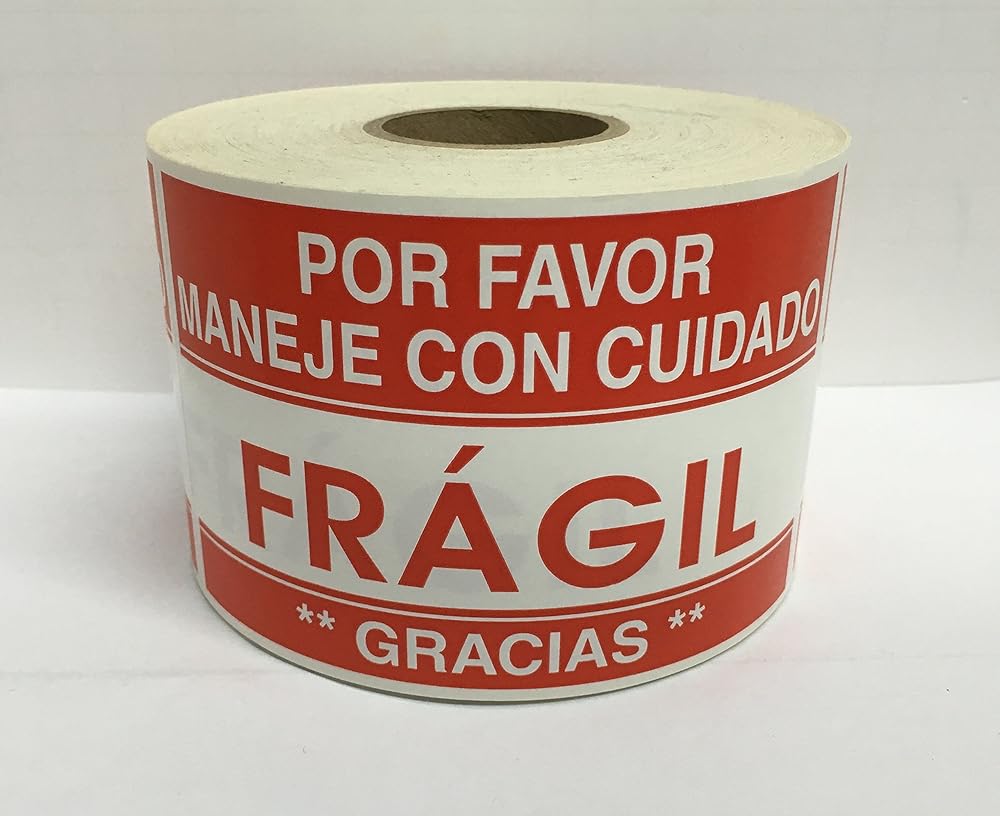 POR FAVOR
MANEJE CON CUIDADO
FRÁGIL
** GRACIAS **